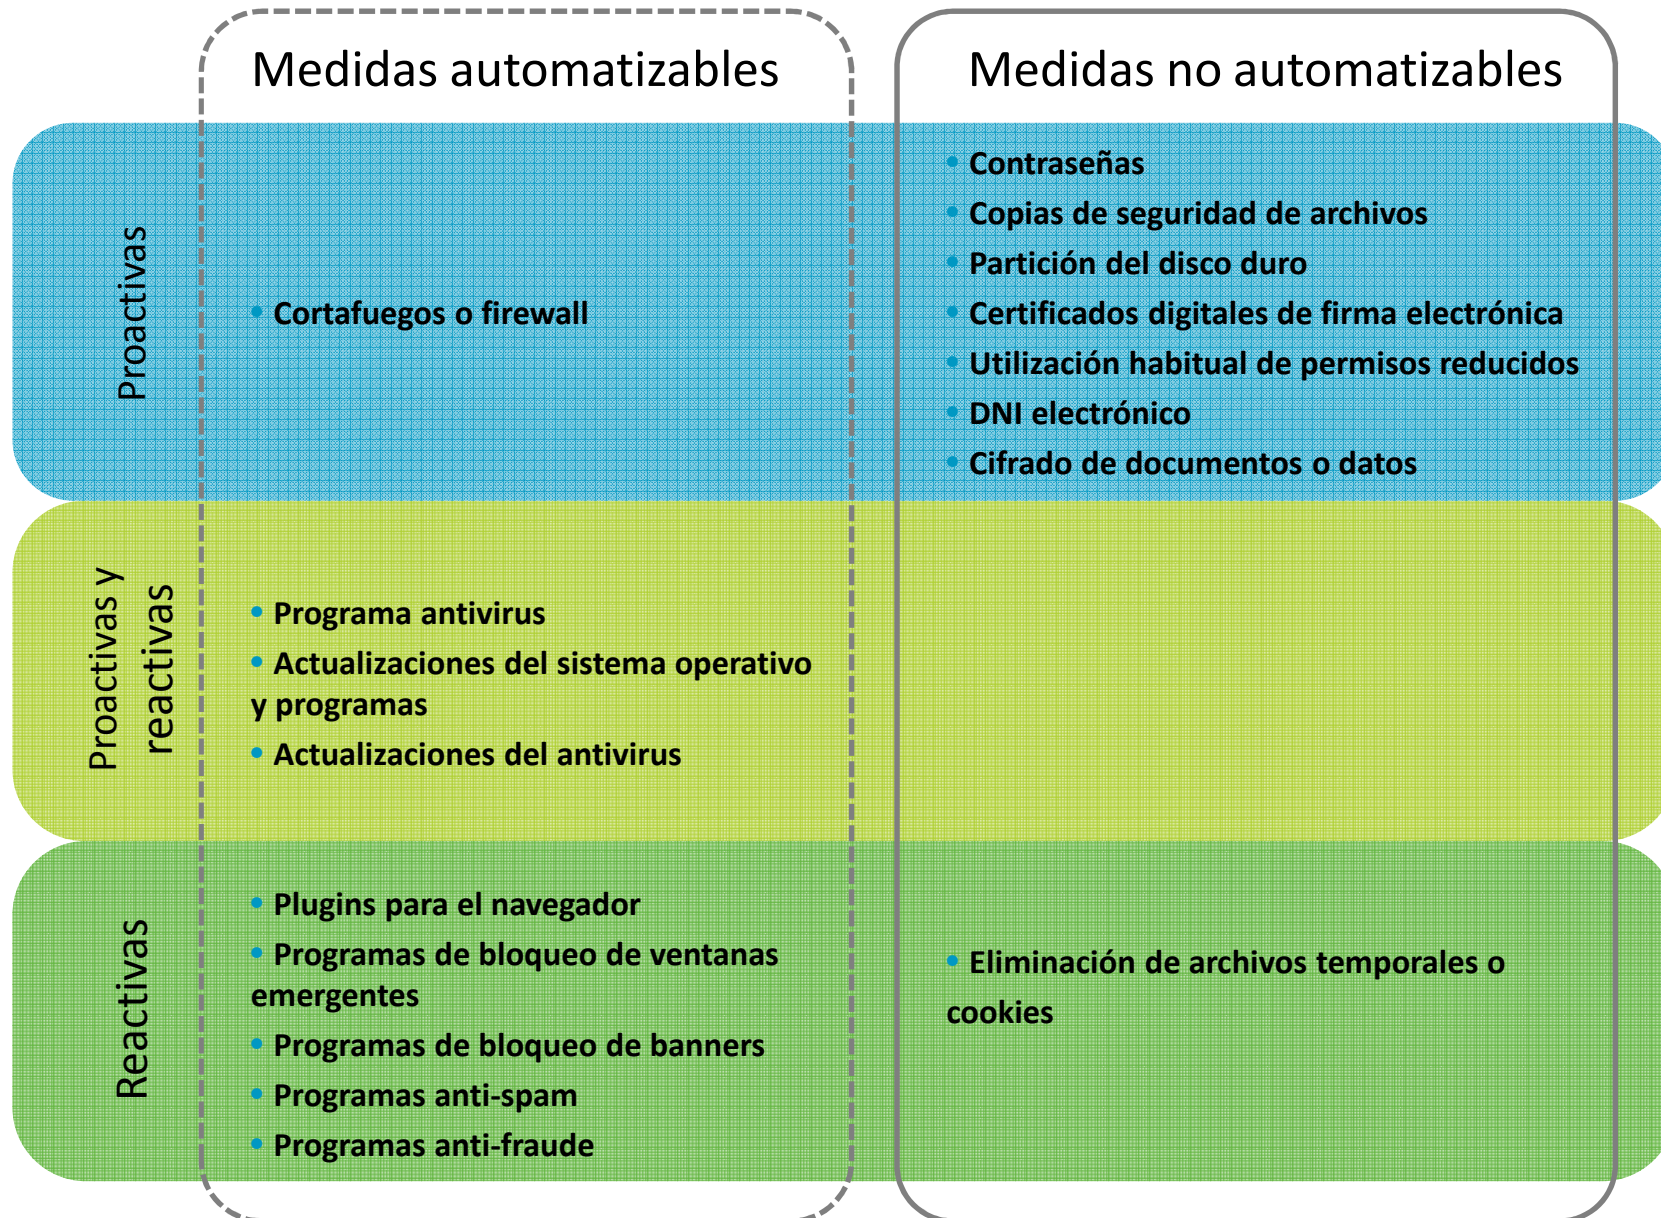 Medidas automatizables
Medidas no automatizables
Proactivas
• Cortafuegos o firewall
• Contraseñas
• Copias de seguridad de archivos
• Partición del disco duro
• Certificados digitales de firma electrónica
• Utilización habitual de permisos reducidos
• DNI electrónico
• Cifrado de documentos o datos
Proactivas y
reactivas
• Programa antivirus
• Actualizaciones del sistema operativo
y programas
• Actualizaciones del antivirus
Reactivas
• Plugins para el navegador
• Programas de bloqueo de ventanas
emergentes
• Programas de bloqueo de banners
• Programas anti-spam
• Programas anti-fraude
• Eliminación de archivos temporales o
cookies